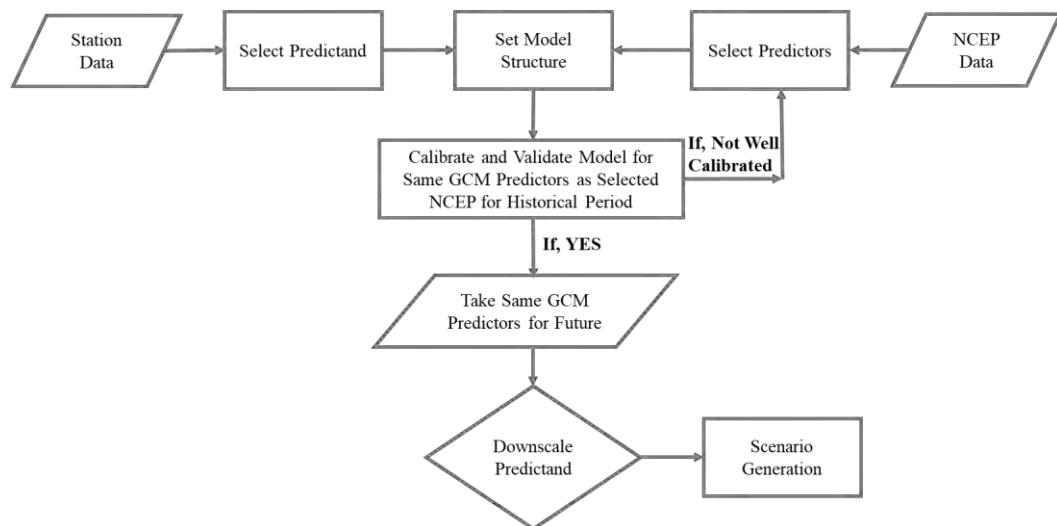 Station
Data
Select Predictand
Set Model
Structure
Select Predictors
NCEP
Data
Calibrate and Validate Model for
Same GCM Predictors as Selected
NCEP for Historical Period
If, Not Well
Calibrated
If, YES
Take Same GCM
Predictors for Future
Downscale
Predictand
Scenario
Generation